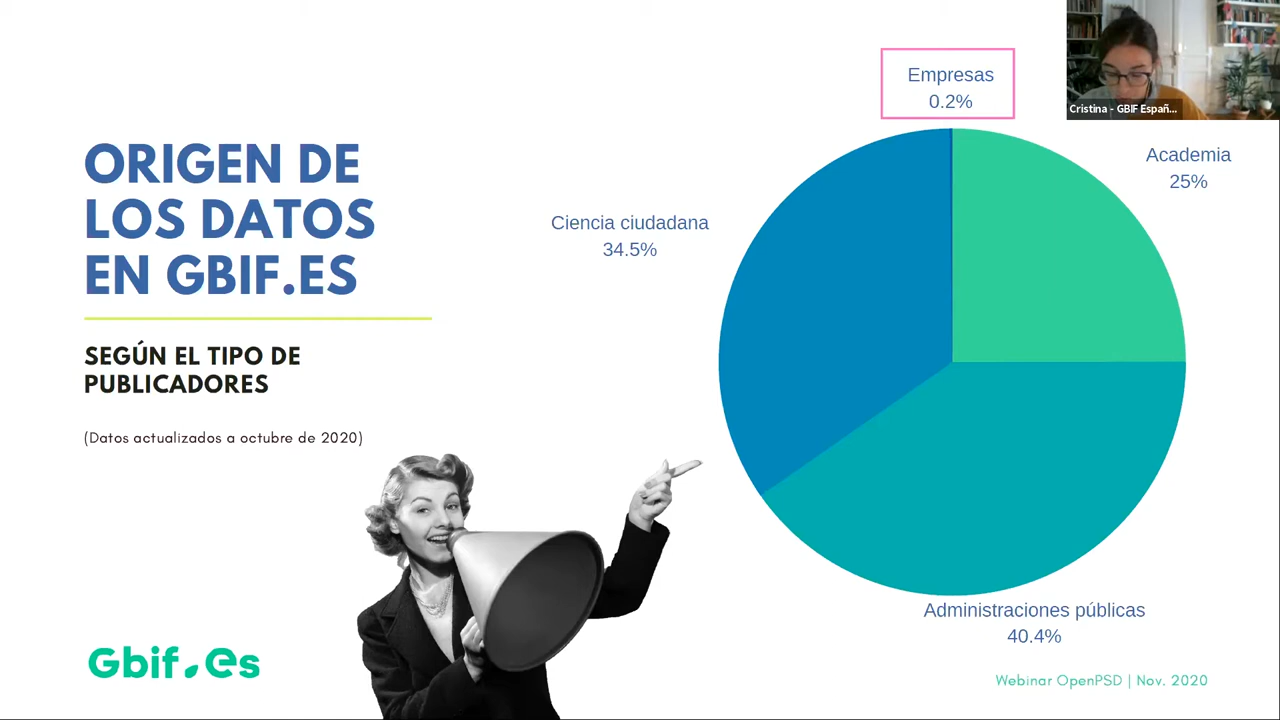 ORIGEN DE
LOS DATOS
EN GBIF.ES
SEGÚN EL TIPO DE
PUBLICADORES
(Datos actualizados a octubre de 2020)
Gbif.es
Empresas
0.2%
Academia
25%
Ciencia ciudadana
34.5%
Administraciones públicas
40.4%
Webinar OpenPSD | Nov. 2020
Cristina - GBIF Españ...